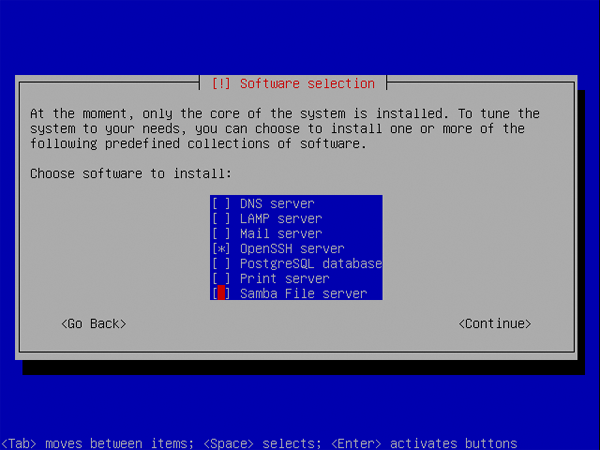 [!] Software selection
At the moment, only the core of the system is installed. To tune the
system to your needs, you can choose to install one or more of the
following predefined collections of software.
Choose software to install:
[ ] DNS server
[ ] LAMP server
[ ] Mail server
[*] OpenSSH server
[ ] PostgreSQL database
[ ] Print server
[ ] Samba File server
<Go Back> <Continue>
<Tab> moves between items; <Space> selects; <Enter> activates buttons